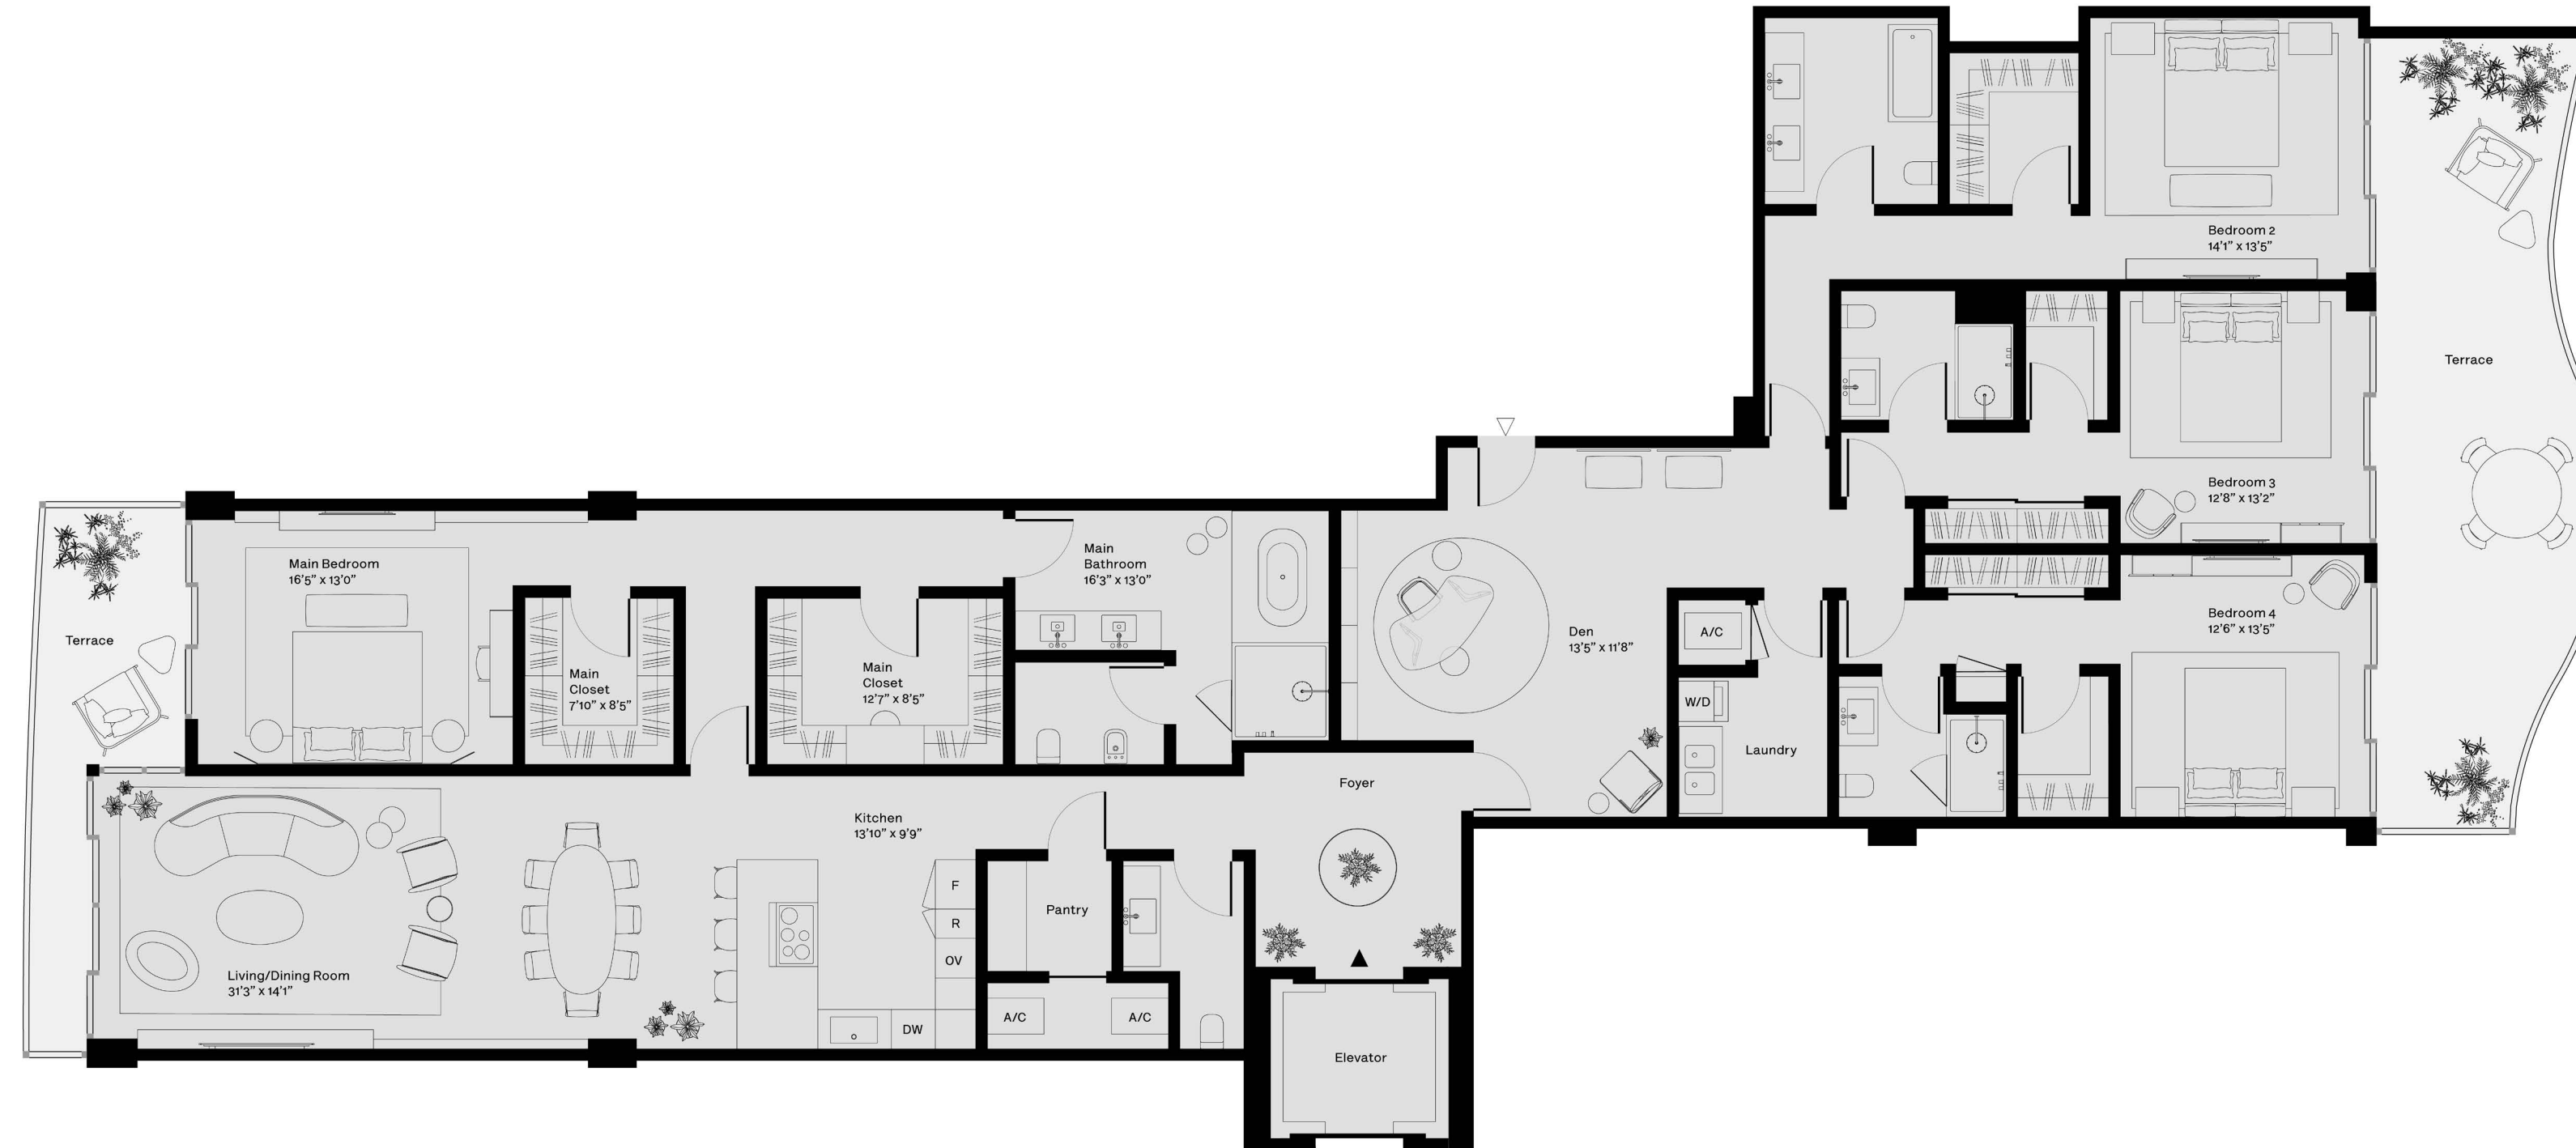 Bedroom 2
14'1" x 13'5"
Terrace
Bedroom 3
12'8" x 13'2"
Main Bedroom
16'5" x 13'0"
Main
Bathroom
16'3" x 13'0"
Terrace
Main
Closet
7'10" x 8'5"
Main
Closet
12'7" x 8'5"
Den
13'5" x 11'8"
A/C
W/D
Laundry
Bedroom 4
12'6" x 13'5"
Foyer
Kitchen
13'10" x 9'9"
F
R
OV
DW
Pantry
A/C
A/C
Living/Dining Room
31'3" x 14'1"
Elevator